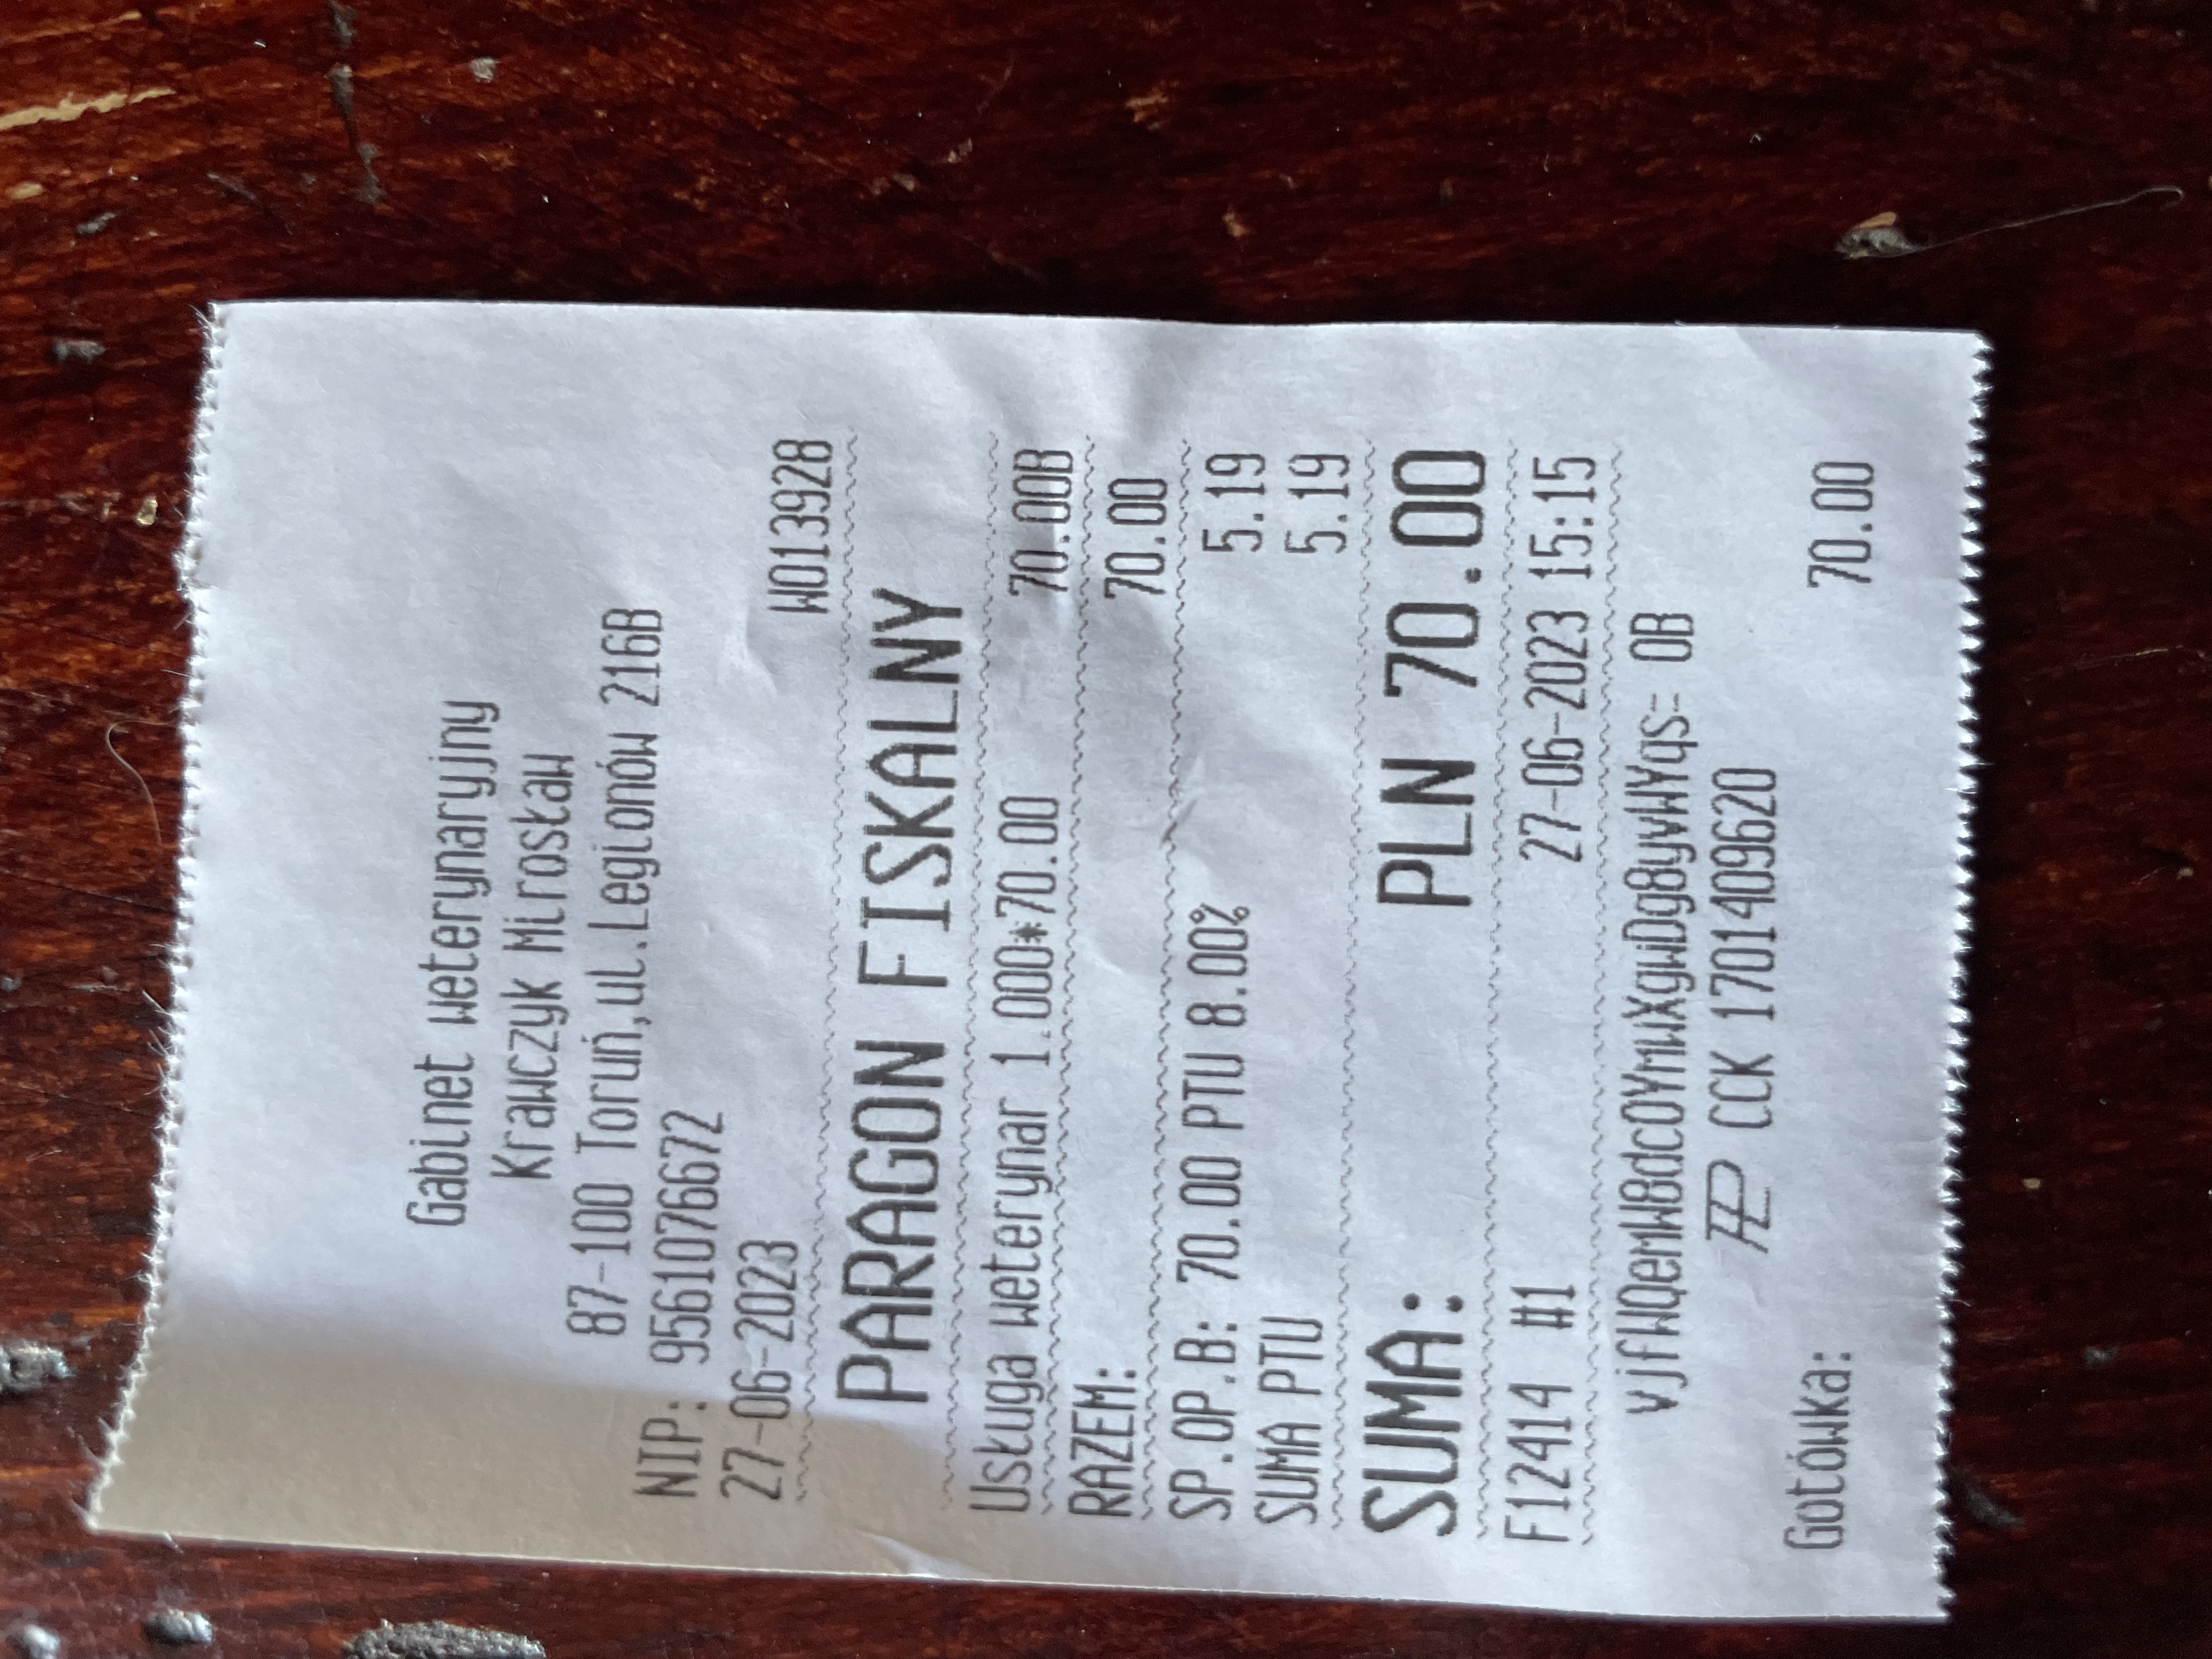 Gabinet weterynaryjny
Krawczyk Mirosław
87-100 Toruń,ul.Legionów 216B
NIP: 9561076672
27-06-2023 W013928
PARAGON FISKALNY
Usługa weterynar 1.000*70.00 70.00B
RAZEM: 70.00
SP.OP.B: 70.00 PTU 8.00% 5.19
SUMA PTU 5.19
SUMA: PLN 70.00
F12414 #1 27-06-2023 15:15
vjfWQemWBdcOYmwXgwDg8yvWYqs= OB
CCK 1701409620
Gotówka: 70.00